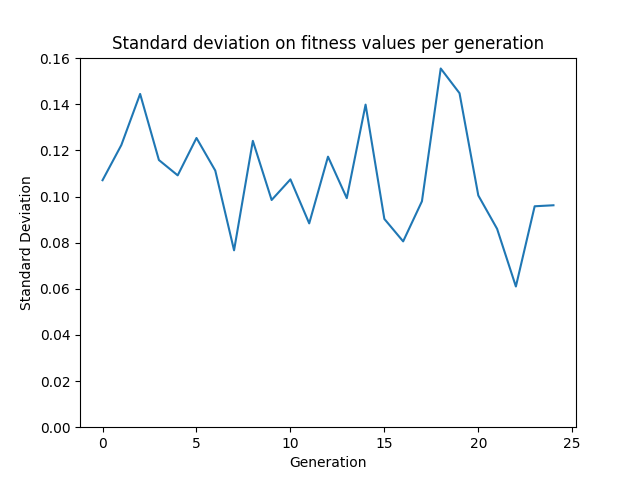 Standard deviation on fitness values per generation
0.16
0.14
0.12
0.10
0.08
0.06
0.04
0.02
0.00
Standard Deviation
0 5 10 15 20 25
Generation